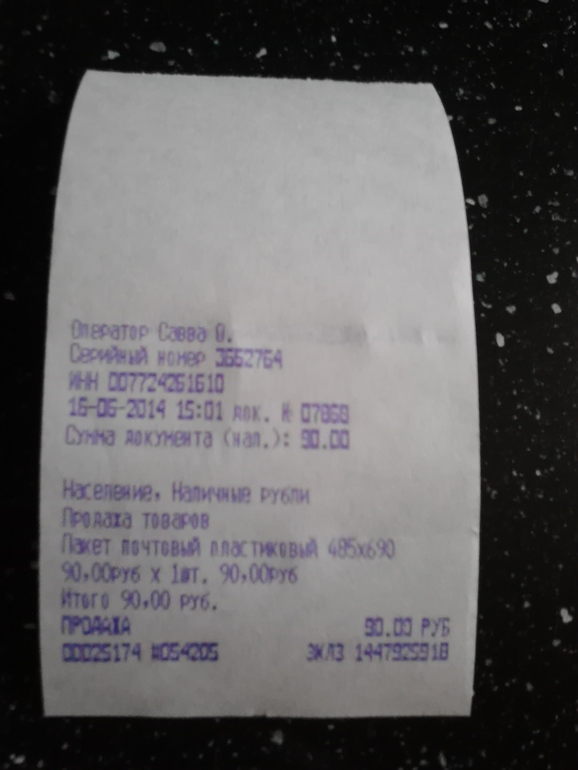 Оператор Савва О.
Серийный номер 3662764
ИНН 007724261610
16-06-2014 15:01 док. № 07868
Сумма документа (нал.): 90.00
Население, Наличные рубли
Продажа товаров
Пакет почтовый пластиковый 485x690
90,00руб x 1шт. 90,00руб
Итого 90,00 руб.
ПРОДАЖА 90.00 РУБ
00025174 #054205 ЭКЛЗ 1447925918